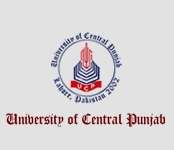 University of Central Punjab
UCP
Lahore, Pakistan 2002
University of Central Punjab